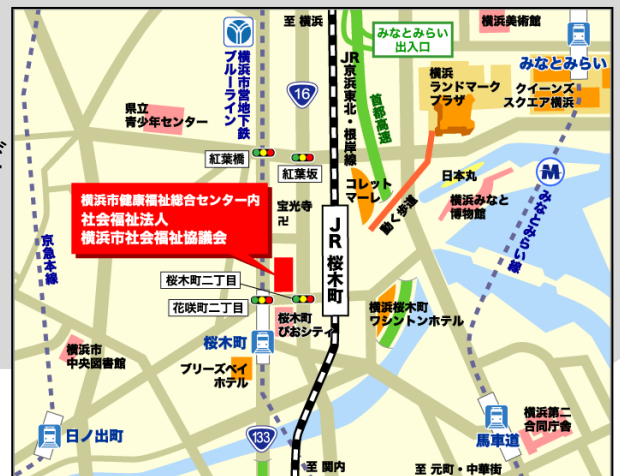 至 横浜
横浜美術館
みなとみらい
出入口
みなとみらい
横浜市営地下鉄
ブルーライン
16
JR
京浜東北・根岸線
首都高速
横浜
ランドマーク
プラザ
クイーンズ
スクエア横浜
県立
青少年センター
紅葉橋
紅葉坂
コレット
マーレ
動く歩道
日本丸
横浜みなと
博物館
M
みなとみらい線
横浜市健康福祉総合センター内
社会福祉法人
横浜市社会福祉協議会
宝光寺
卍
JR 桜木町
京急本線
桜木町二丁目
花咲町二丁目
桜木町
ぴおシティ
横浜桜木町
ワシントンホテル
桜木町
ブリーズベイ
ホテル
横浜市
中央図書館
日ノ出町
133
至 関内
馬車道
横浜第二
合同庁舎
至 元町・中華街